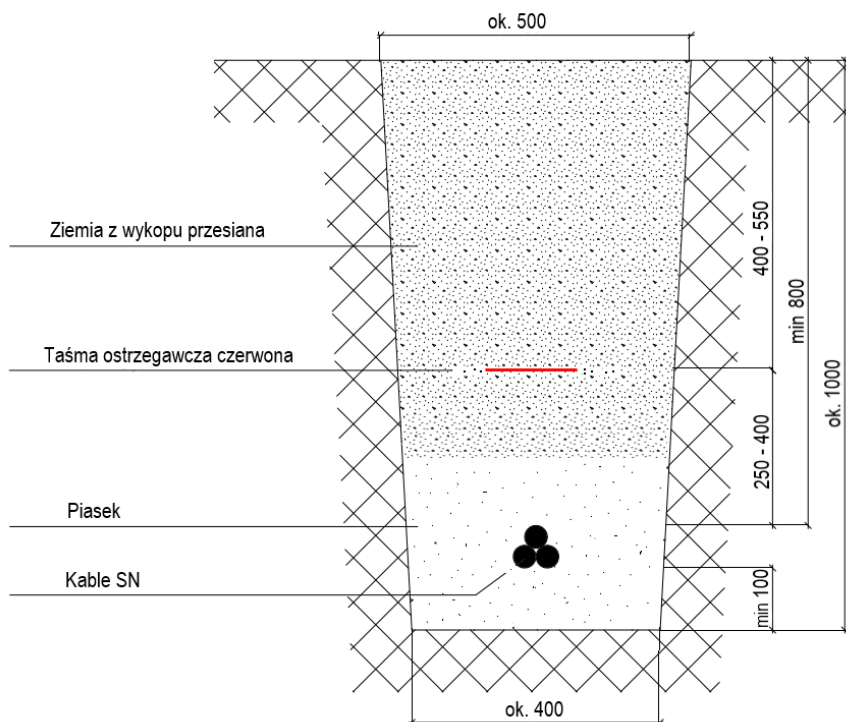 ok. 500
Ziemia z wykopu przesiana
400 - 550
min 800
Taśma ostrzegawcza czerwona
ok. 1000
250 - 400
Piasek
Kable SN
min 100
ok. 400